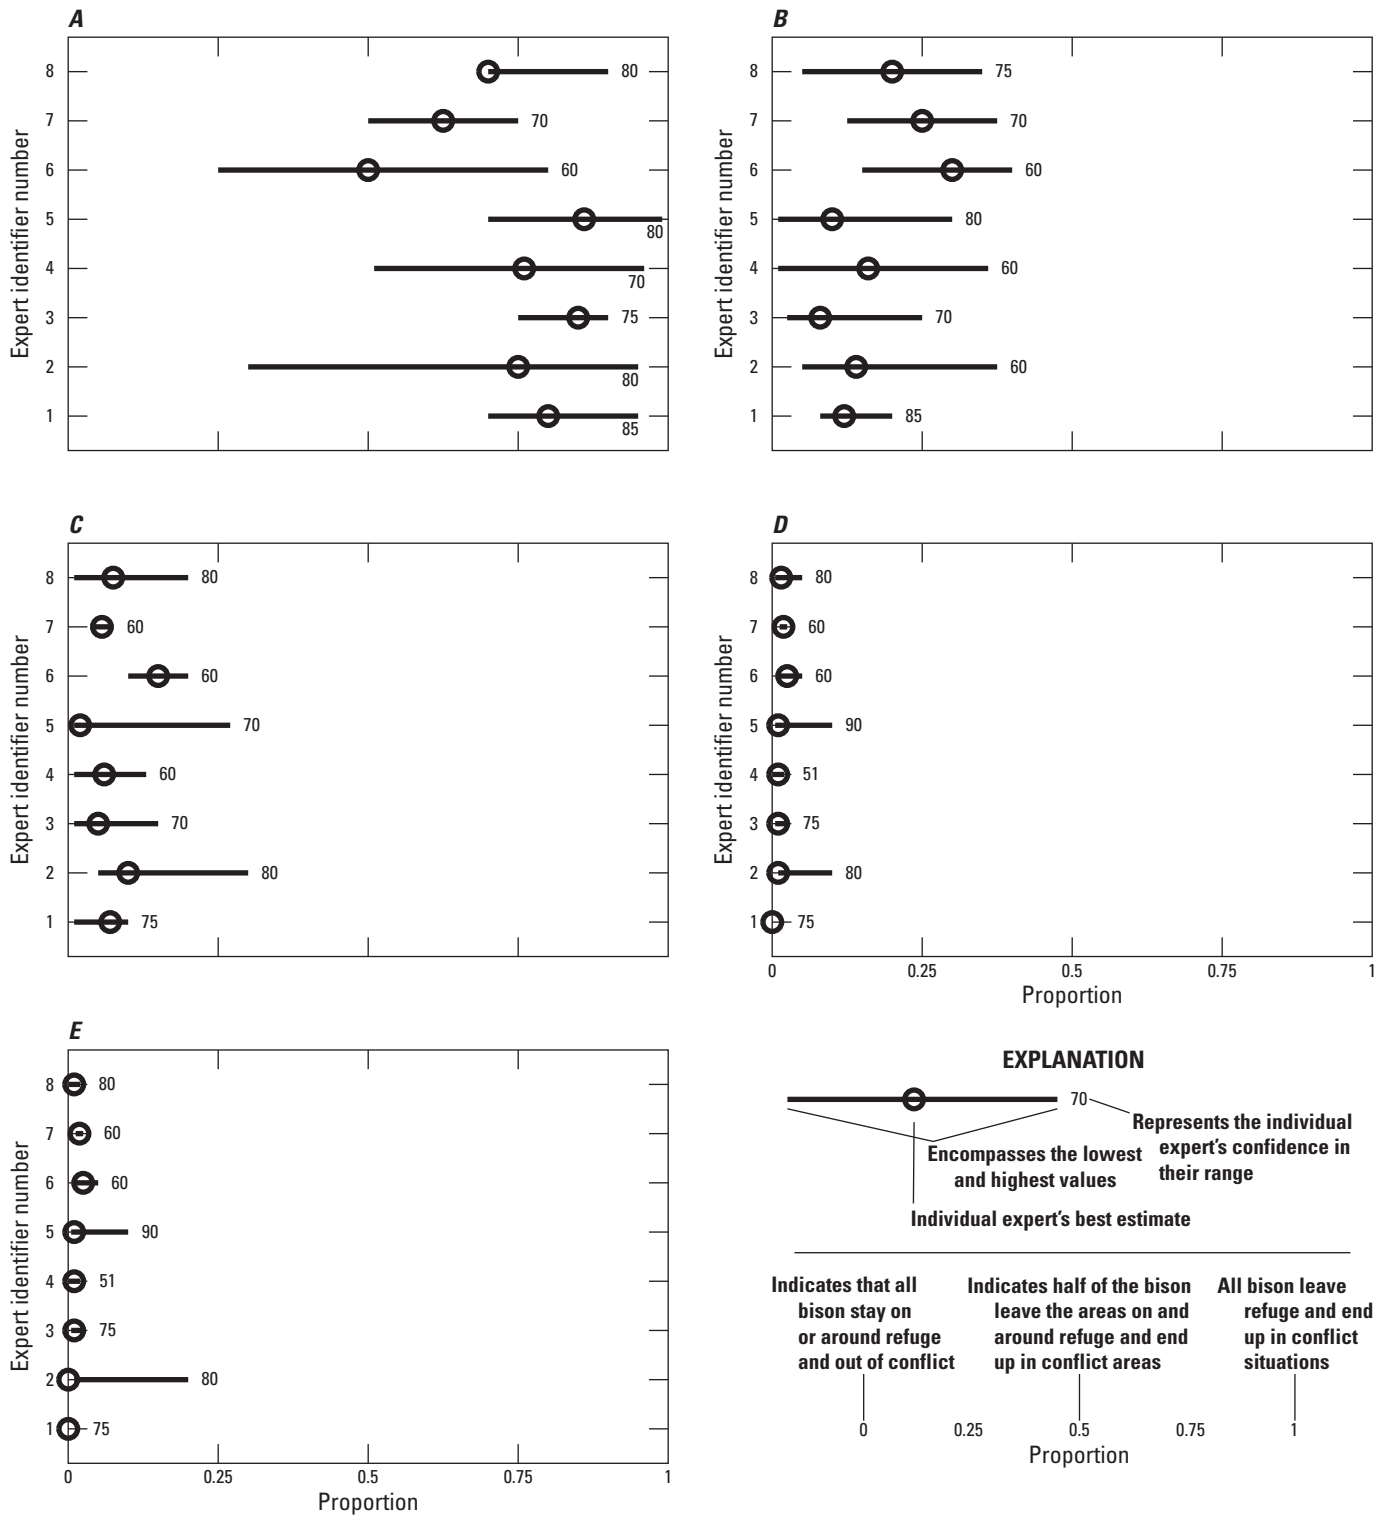 A
Expert identifier number
8
80
7
70
6
60
5
80
4
70
3
75
2
80
1
85
B
Expert identifier number
8
75
7
70
6
60
5
80
4
60
3
70
2
60
1
85
C
Expert identifier number
8
80
7
60
6
60
5
70
4
60
3
70
2
80
1
75
D
Expert identifier number
8
80
7
60
6
60
5
90
4
51
3
75
2
80
1
75
0 0.25 0.5 0.75 1
Proportion
E
Expert identifier number
8
80
7
60
6
60
5
90
4
51
3
75
2
80
1
75
0 0.25 0.5 0.75 1
Proportion
EXPLANATION
70
Represents the individual
expert's confidence in
their range
Encompasses the lowest
and highest values
Individual expert's best estimate
Indicates that all
bison stay on
or around refuge
and out of conflict
Indicates half of the bison
leave the areas on and
around refuge and end
up in conflict areas
All bison leave
refuge and end
up in conflict
situations
0 0.25 0.5 0.75 1
Proportion